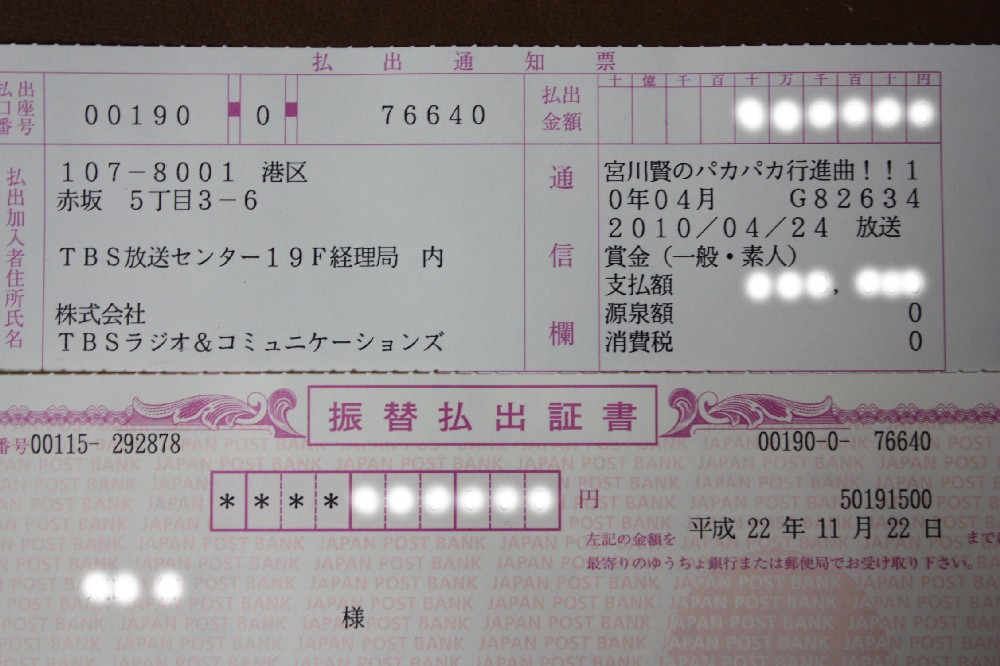 払出通知票
払出口座番号
00190 0 76640
払出金額
十億千百十万千百十円
払出加入者住所氏名
107-8001 港区
赤坂 5丁目3-6
TBS放送センター19F経理局 内
株式会社
TBSラジオ&コミュニケーションズ
通信欄
宮川賢のパカパカ行進曲!!1
0年04月 G82634
2010/04/24 放送
賞金(一般・素人)
支払額 ,
源泉額 0
消費税 0
振替払出証書
番号00115- 292878
00190-0- 76640
****
円
50191500
左記の金額を 平成 22 年 11 月 22 日 まで
最寄りのゆうちょ銀行または郵便局でお受け取り下さい。
様
JAPAN POST BANK